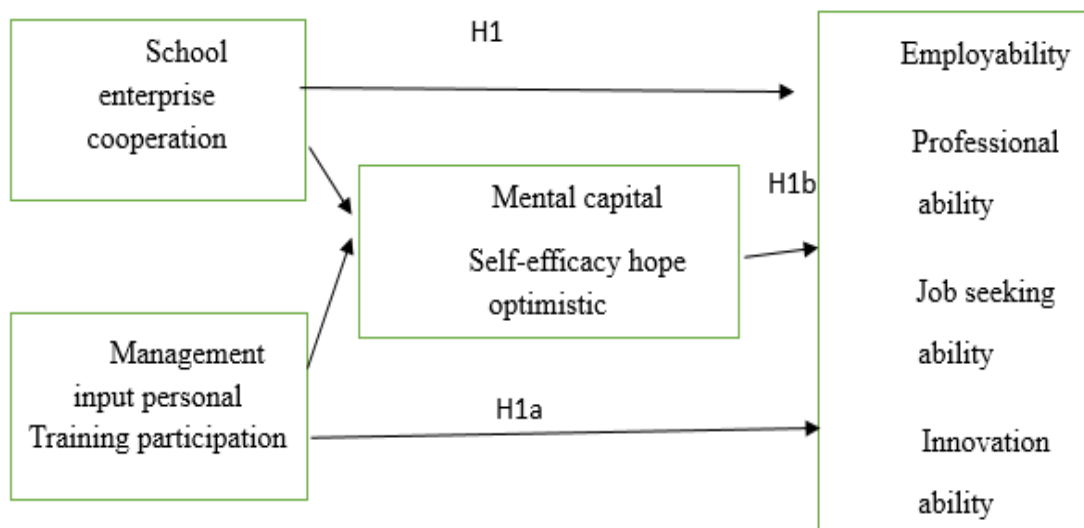 School
enterprise
cooperation
H1
Management
input personal
Training participation
Mental capital
Self-efficacy hope
optimistic
H1b
H1a
Employability
Professional
ability
Job seeking
ability
Innovation
ability